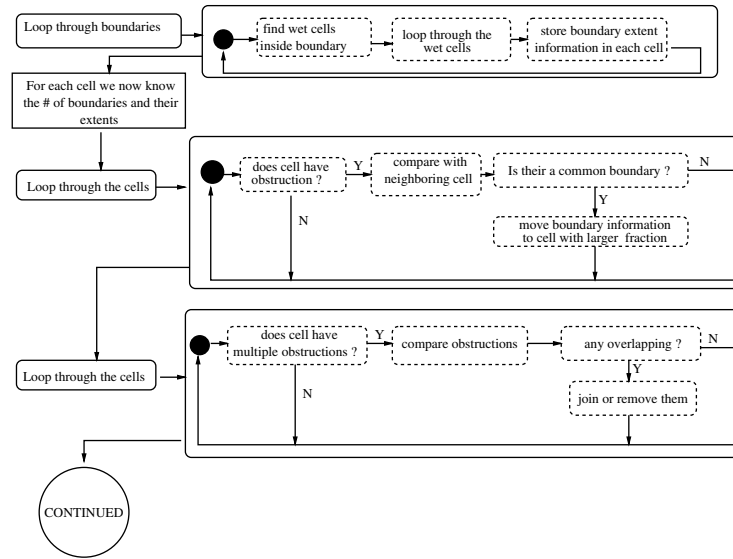 Loop through boundaries
find wet cells
inside boundary
loop through the
wet cells
store boundary extent
information in each cell
For each cell we now know
the # of boundaries and their
extents
Loop through the cells
does cell have
obstruction ?
Y
compare with
neighboring cell
Is their a common boundary ?
N
N
Y
move boundary information
to cell with larger fraction
Loop through the cells
does cell have
multiple obstructions ?
Y
compare obstructions
any overlapping ?
N
N
Y
join or remove them
CONTINUED